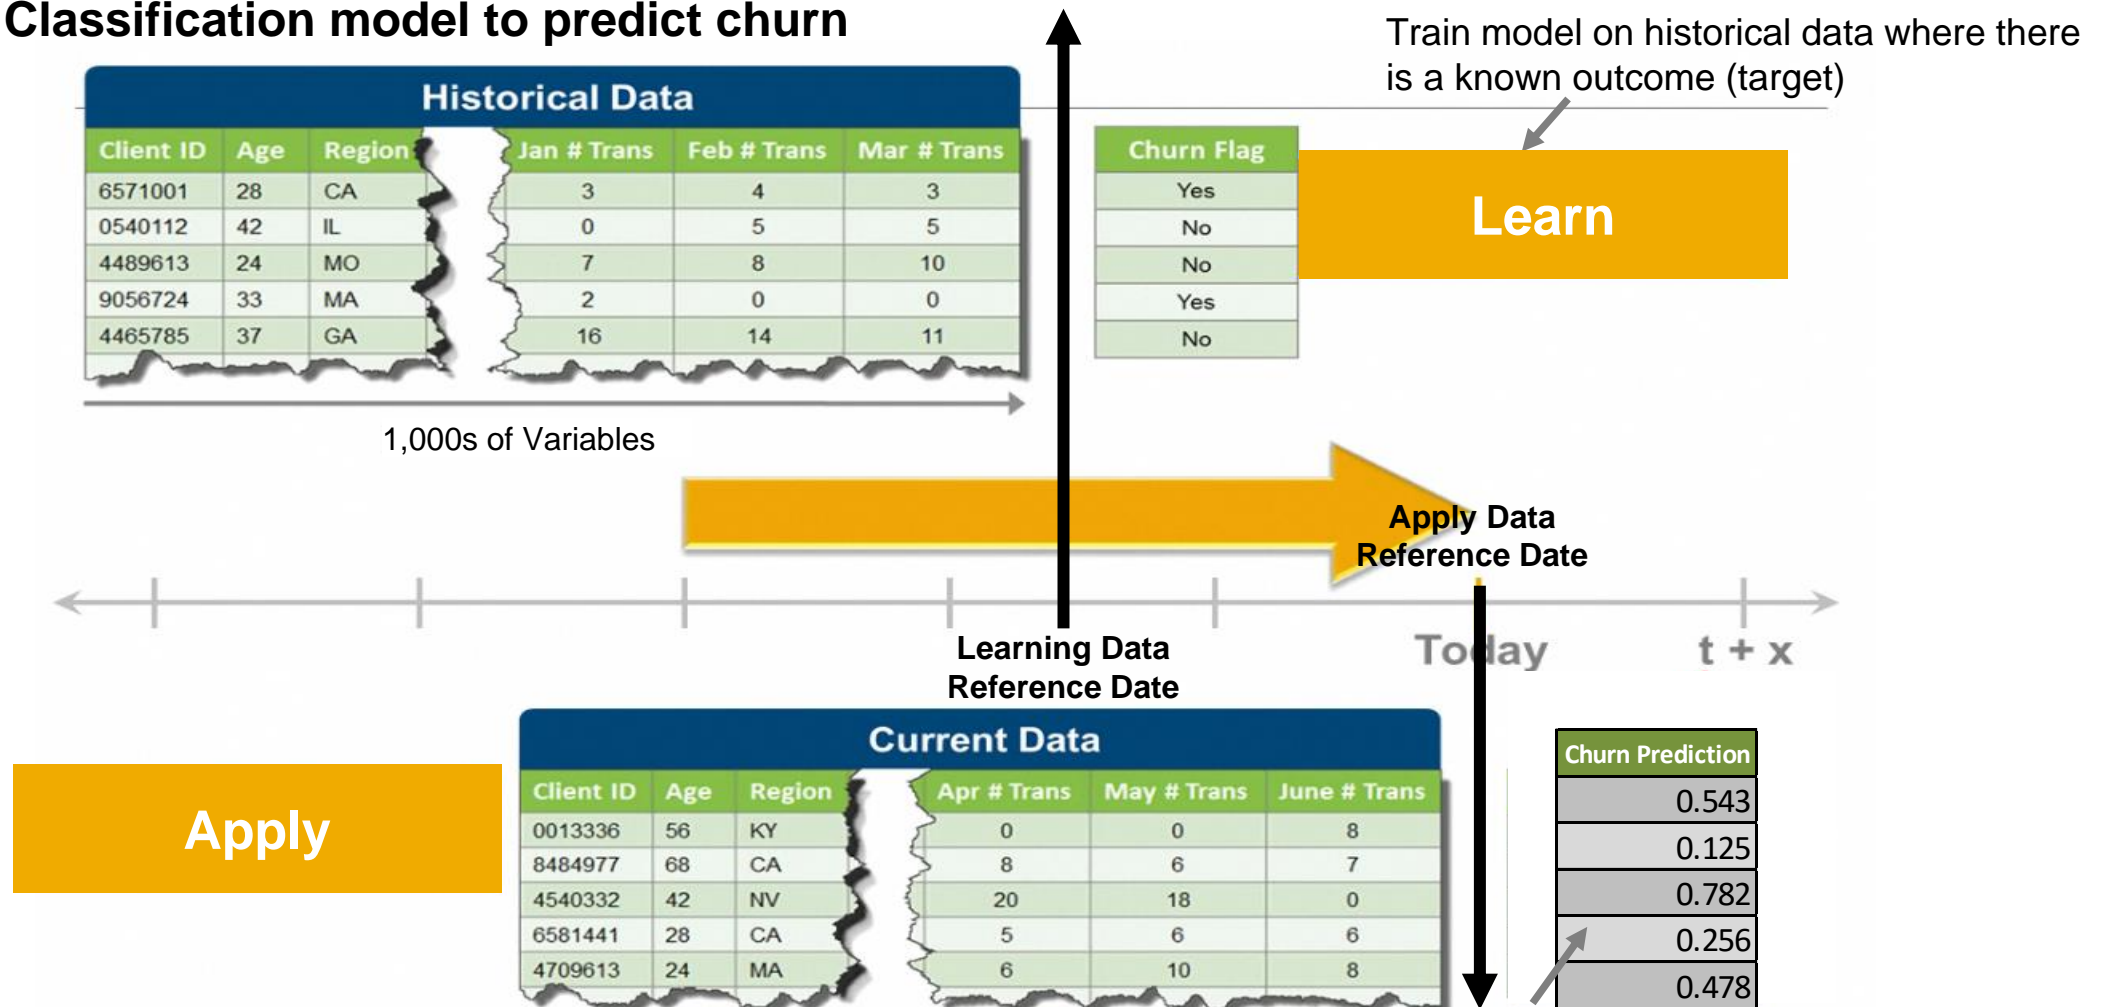 Classification model to predict churn
Train model on historical data where there
is a known outcome (target)
Historical Data
Client ID Age Region Jan # Trans Feb # Trans Mar # Trans
6571001 28 CA 3 4 3
0540112 42 IL 0 5 5
4489613 24 MO 7 8 10
9056724 33 MA 2 0 0
4465785 37 GA 16 14 11
Churn Flag
Yes
No
No
Yes
No
Learn
1,000s of Variables
Apply Data
Reference Date
Learning Data
Reference Date
Today
t + x
Apply
Current Data
Client ID Age Region Apr # Trans May # Trans June # Trans
0013336 56 KY 0 0 8
8484977 68 CA 8 6 7
4540332 42 NV 20 18 0
6581441 28 CA 5 6 6
4709613 24 MA 6 10 8
Churn Prediction
0.543
0.125
0.782
0.256
0.478